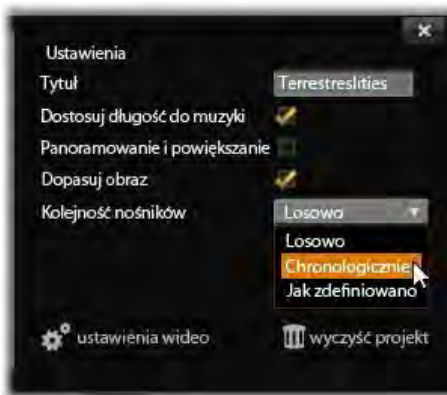 Ustawienia
Tytuł Terrestreslities
Dostosuj długość do muzyki
Panoramowanie i powiększanie
Dopasuj obraz
Kolejność nośników Losowo
Losowo
Chronologicznie
Jak zdefiniowano
ustawienia wideo wyczyść projekt